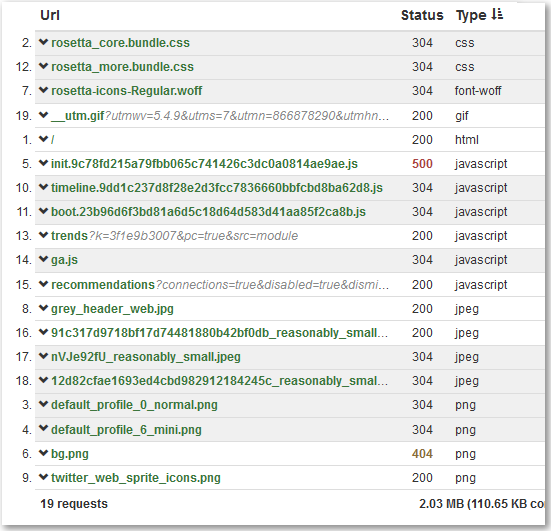 Url Status Type
2. rosetta_core.bundle.css 304 css
12. rosetta_more.bundle.css 304 css
7. rosetta-icons-Regular.woff 304 font-woff
19. __utm.gif?utmwv=5.4.9&utms=7&utmn=866878290&utmhn... 200 gif
1. / 200 html
5. init.9c78fd215a79fbb065c741426c3dc0a0814ae9ae.js 500 javascript
10. timeline.9dd1c237d8f28e2d3fcc7836660bbfcbd8ba62d8.js 304 javascript
11. boot.23b96d6f3bd81a6d5c18d64d583d41aa85f2ca8b.js 304 javascript
13. trends?k=3f1e9b3007&pc=true&src=module 200 javascript
14. ga.js 304 javascript
15. recommendations?connections=true&disabled=true&dismi... 200 javascript
8. grey_header_web.jpg 200 jpeg
16. 91c317d9718bf17d74481880b42bf0db_reasonably_small... 200 jpeg
17. nVJe92fU_reasonably_small.jpeg 304 jpeg
18. 12d82cfae1693ed4cbd982912184245c_reasonably_smal... 304 jpeg
3. default_profile_0_normal.png 304 png
4. default_profile_6_mini.png 304 png
6. bg.png 404 png
9. twitter_web_sprite_icons.png 200 png
19 requests 2.03 MB (110.65 KB co